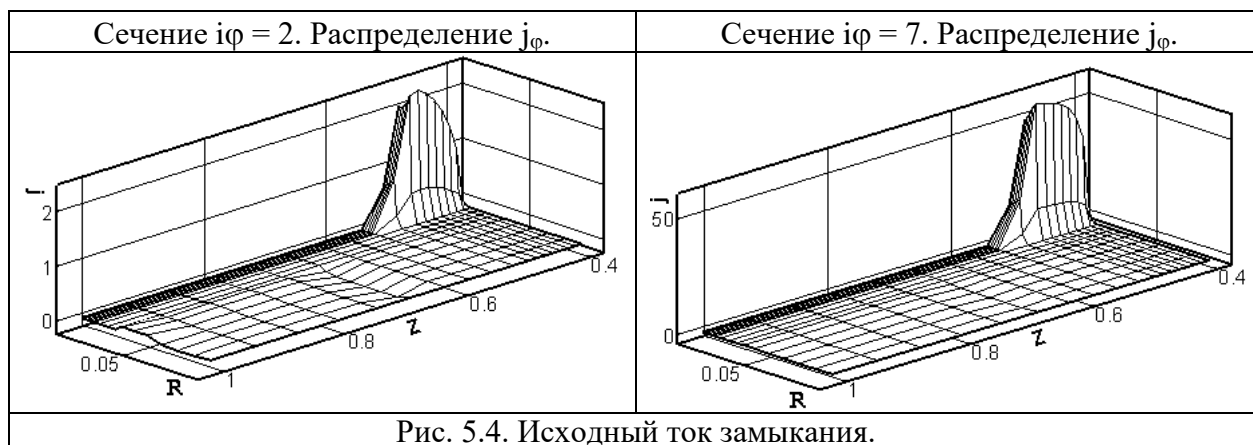 Сечение iφ = 2. Распределение jφ.
Сечение iφ = 7. Распределение jφ.
j
2
1
0
0.05
R
1
0.8
Z
0.6
0.4
j
50
0
0.05
R
1
0.8
Z
0.6
0.4
Рис. 5.4. Исходный ток замыкания.